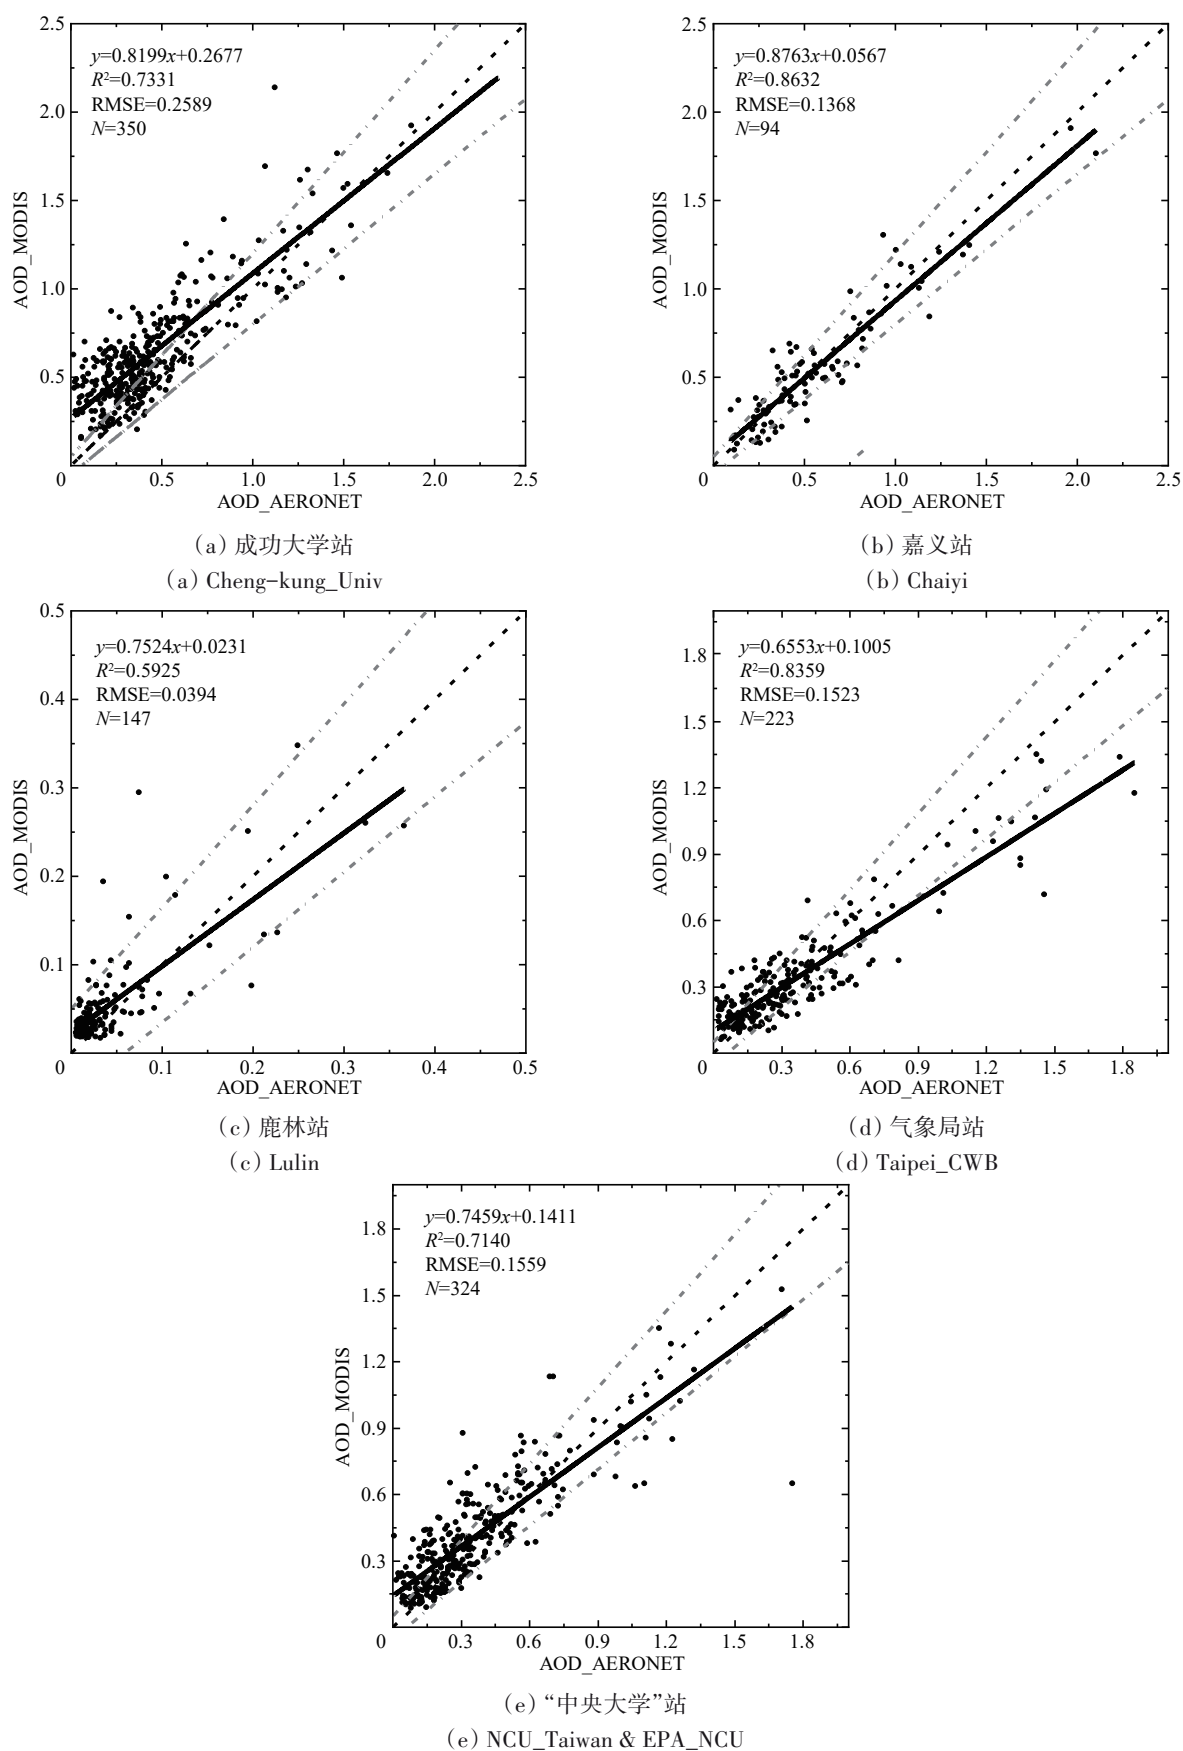 2.5
2.0
1.5
1.0
0.5
0
0.5
1.0
1.5
2.0
2.5
AOD_MODIS
AOD_AERONET
y=0.8199x+0.2677
R²=0.7331
RMSE=0.2589
N=350
(a) 成功大学站
(a) Cheng-kung_Univ
2.5
2.0
1.5
1.0
0.5
0
0.5
1.0
1.5
2.0
2.5
AOD_MODIS
AOD_AERONET
y=0.8763x+0.0567
R²=0.8632
RMSE=0.1368
N=94
(b) 嘉义站
(b) Chaiyi
0.5
0.4
0.3
0.2
0.1
0
0.1
0.2
0.3
0.4
0.5
AOD_MODIS
AOD_AERONET
y=0.7524x+0.0231
R²=0.5925
RMSE=0.0394
N=147
(c) 鹿林站
(c) Lulin
1.8
1.5
1.2
0.9
0.6
0.3
0
0.3
0.6
0.9
1.2
1.5
1.8
AOD_MODIS
AOD_AERONET
y=0.6553x+0.1005
R²=0.8359
RMSE=0.1523
N=223
(d) 气象局站
(d) Taipei_CWB
1.8
1.5
1.2
0.9
0.6
0.3
0
0.3
0.6
0.9
1.2
1.5
1.8
AOD_MODIS
AOD_AERONET
y=0.7459x+0.1411
R²=0.7140
RMSE=0.1559
N=324
(e) “中央大学”站
(e) NCU_Taiwan & EPA_NCU